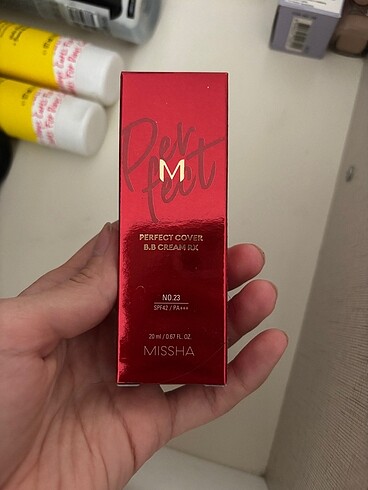 Perfect
M
PERFECT COVER
B.B CREAM RX
NO.23
SPF42 / PA+++
20 ml / 0.67 FL. OZ.
MISSHA